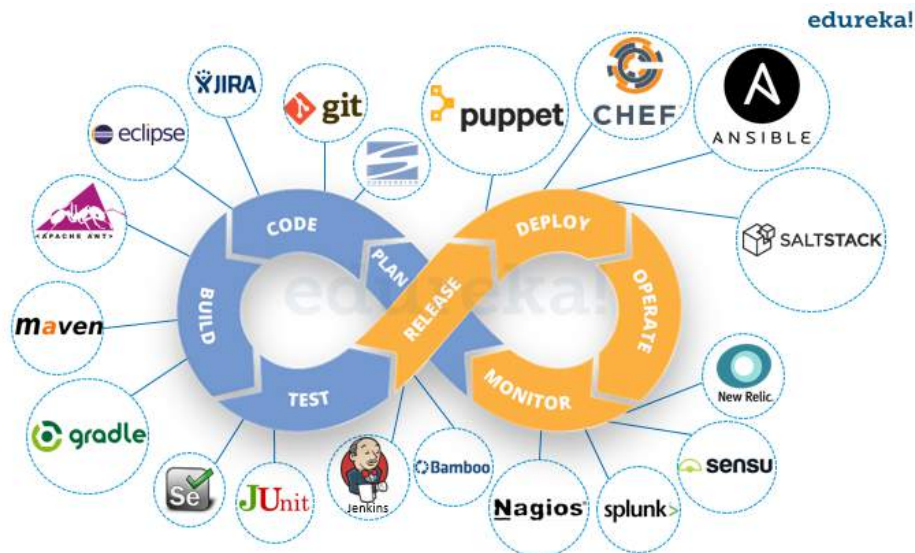 edureka!
JIRA
git
puppet
CHEF
ANSIBLE
eclipse
SUBVERSION
<APACHE ANT>
SALTSTACK
CODE
PLAN
DEPLOY
edureka!
BUILD
RELEASE
OPERATE
maven
TEST
MONITOR
New Relic.
gradle
Se
JUnit
Jenkins
Bamboo
Nagios®
splunk>
sensu